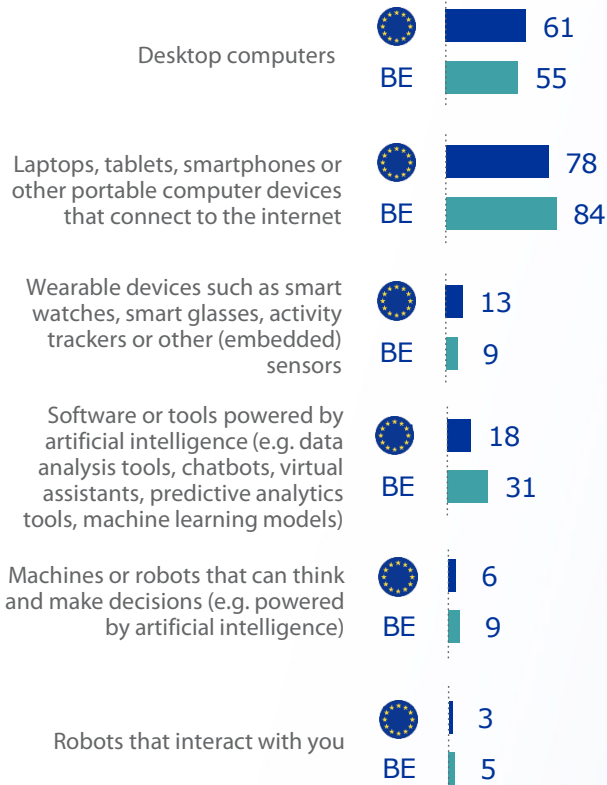 Desktop computers
61
BE
55
Laptops, tablets, smartphones or
other portable computer devices
that connect to the internet
78
BE
84
Wearable devices such as smart
watches, smart glasses, activity
trackers or other (embedded)
sensors
13
BE
9
Software or tools powered by
artificial intelligence (e.g. data
analysis tools, chatbots, virtual
assistants, predictive analytics
tools, machine learning models)
18
BE
31
Machines or robots that can think
and make decisions (e.g. powered
by artificial intelligence)
6
BE
9
Robots that interact with you
3
BE
5